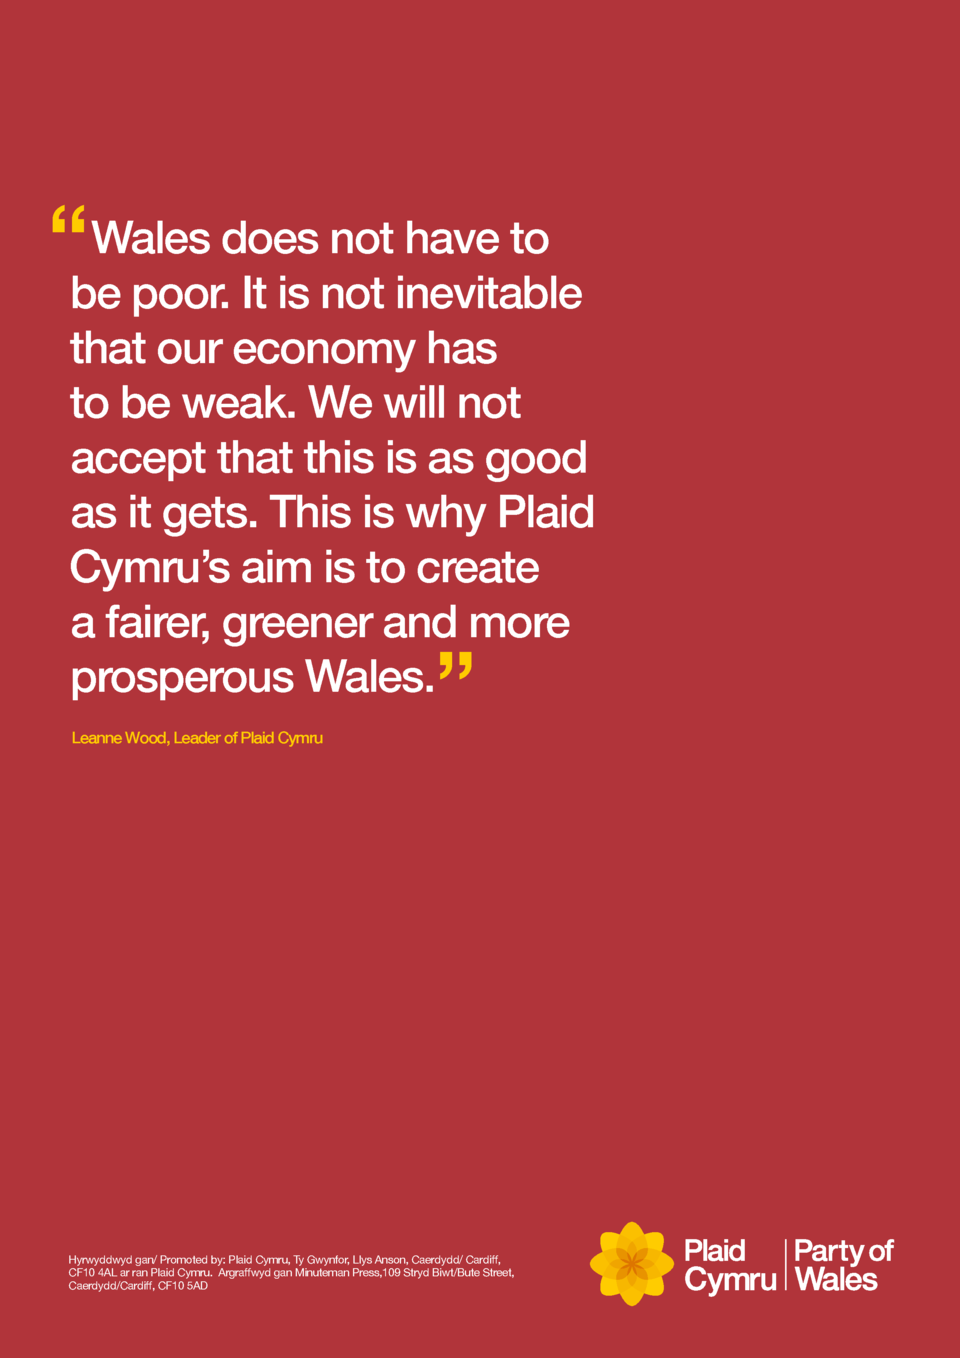 “Wales does not have to
be poor. It is not inevitable
that our economy has
to be weak. We will not
accept that this is as good
as it gets. This is why Plaid
Cymru’s aim is to create
a fairer, greener and more
prosperous Wales.”
Leanne Wood, Leader of Plaid Cymru
Hyrwyddwyd gan/ Promoted by: Plaid Cymru, Ty Gwynfor, Llys Anson, Caerdydd/ Cardiff,
CF10 4AL ar ran Plaid Cymru.  Argraffwyd gan Minuteman Press,109 Stryd Biwt/Bute Street,
Caerdydd/Cardiff, CF10 5AD
Plaid
Cymru
Party of
Wales